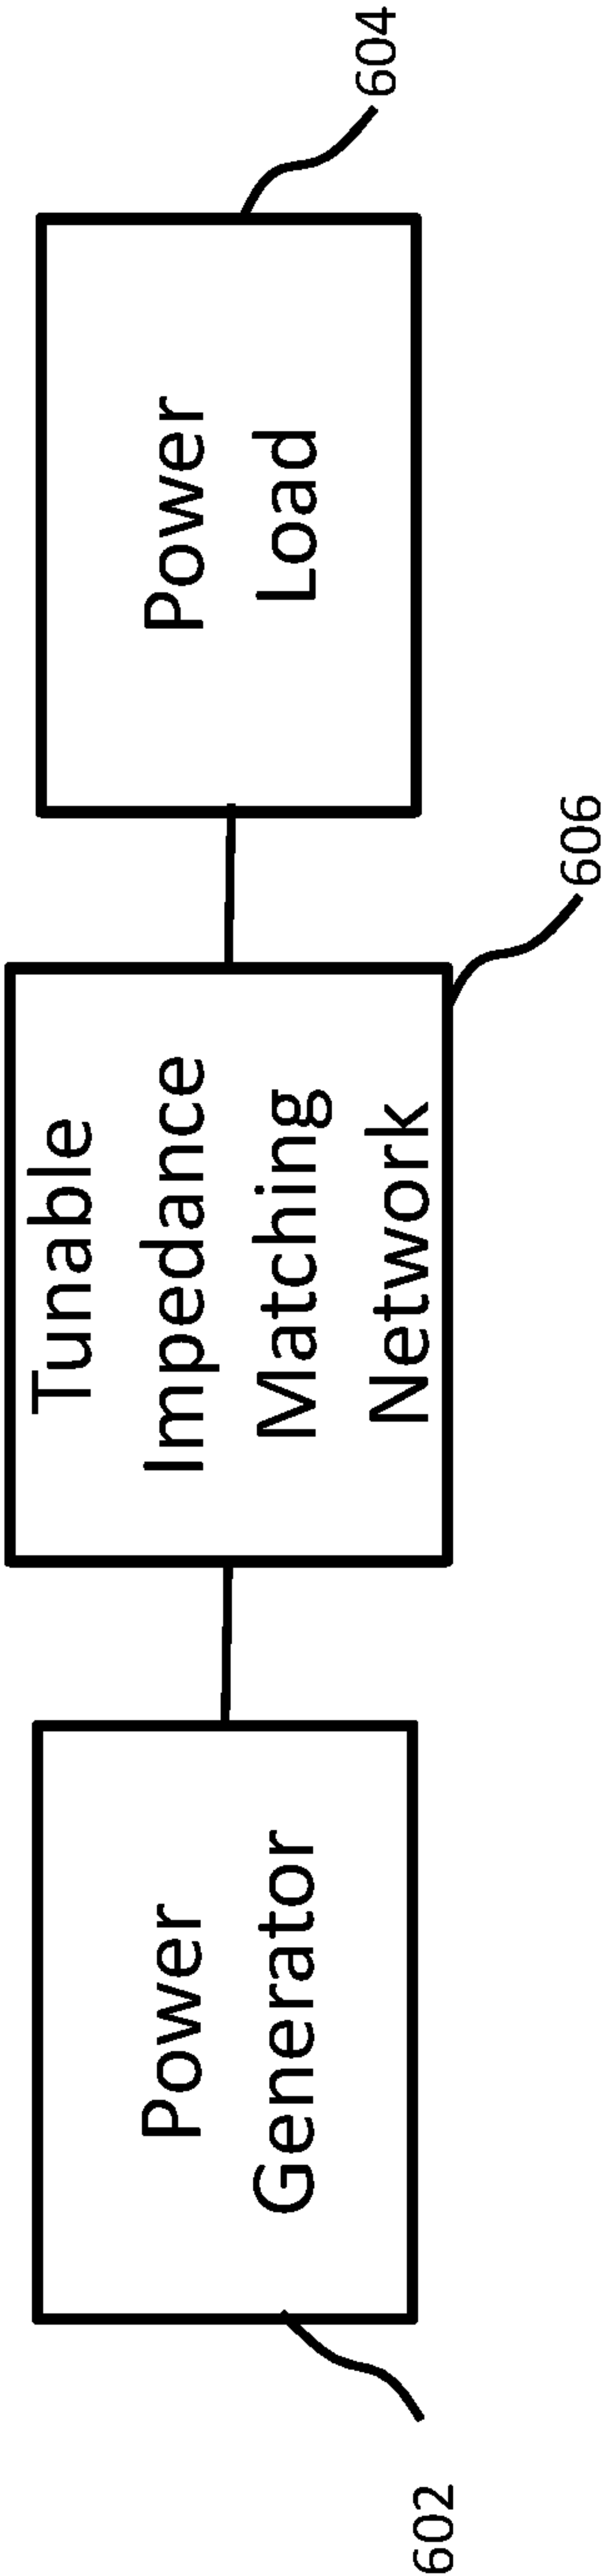 602
Power
Generator
Tunable
Impedance
Matching
Network
606
Power
Load
604